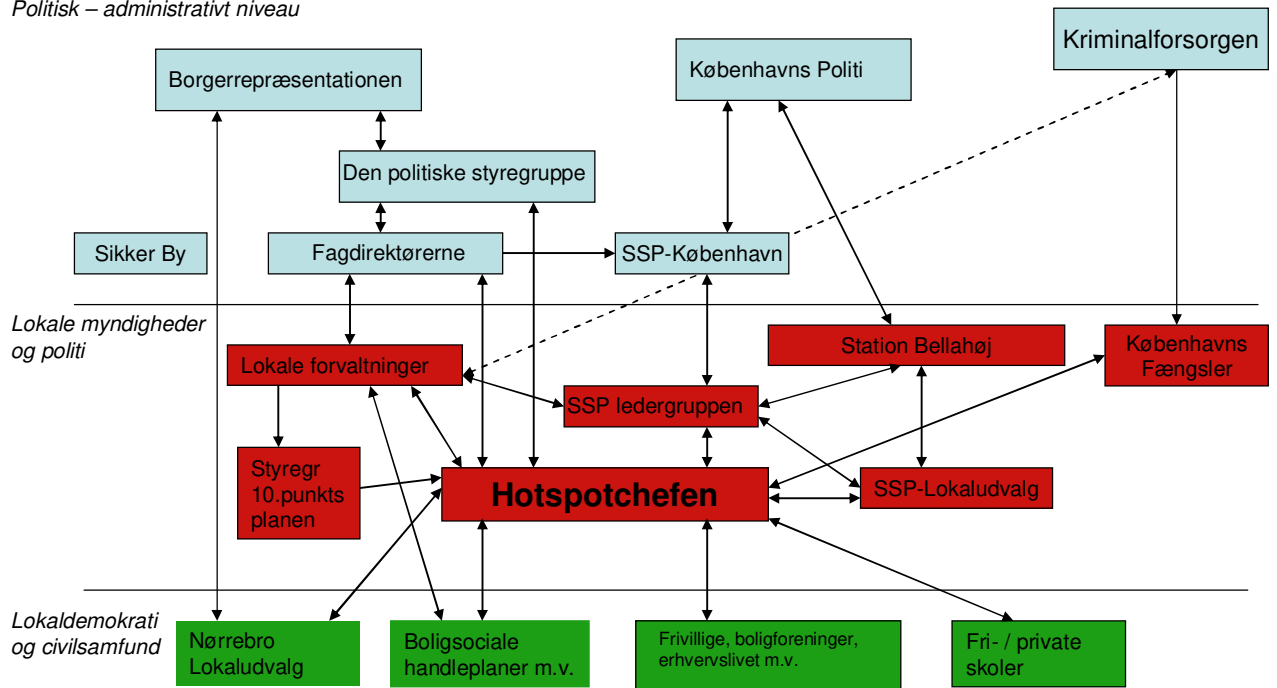 Politisk – administrativt niveau
Borgerrepræsentationen
Københavns Politi
Kriminalforsorgen
Den politiske styregruppe
Sikker By
Fagdirektørerne
SSP-København
Lokale myndigheder
og politi
Lokale forvaltninger
Station Bellahøj
Københavns
Fængsler
SSP ledergruppen
Styregr
10.punkts
planen
Hotspotchefen
SSP-Lokaludvalg
Lokaldemokrati
og civilsamfund
Nørrebro
Lokaludvalg
Boligsociale
handleplaner m.v.
Frivillige, boligforeninger,
erhvervslivet m.v.
Fri- / private
skoler